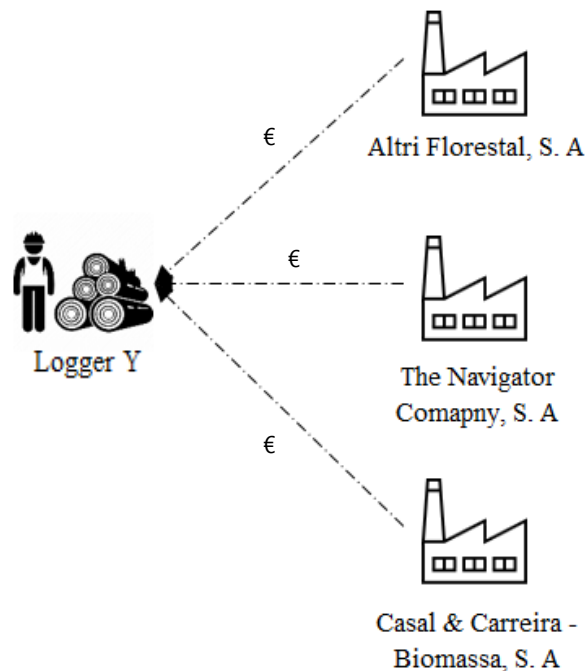 €
Altri Florestal, S. A
€
Logger Y
The Navigator
Comapny, S. A
€
Casal & Carreira -
Biomassa, S. A